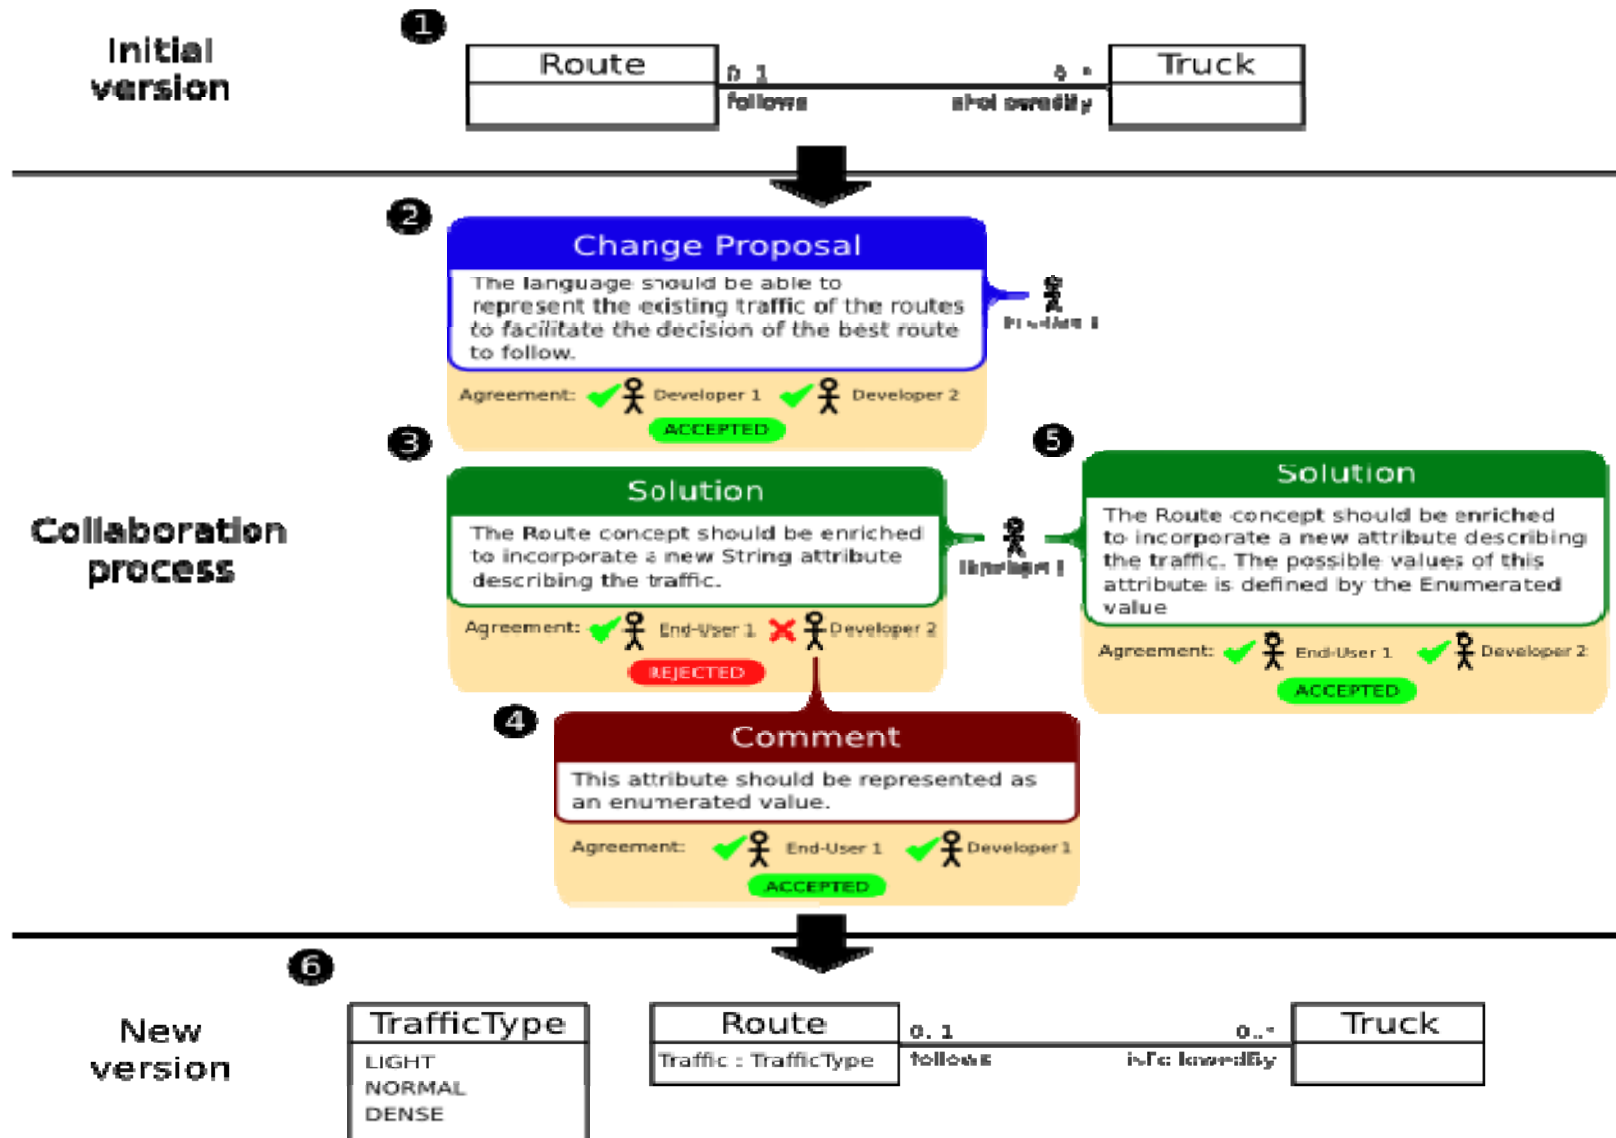 1
Initial
version
Route
Truck
follows
2
Change Proposal
The language should be able to
represent the existing traffic of the routes
to facilitate the decision of the best route
to follow.
Agreement: Developer 1 Developer 2
ACCEPTED
3
Solution
The Route concept should be enriched
to incorporate a new String attribute
describing the traffic.
Agreement: End-User 1 Developer 2
REJECTED
Collaboration
process
4
Comment
This attribute should be represented as
an enumerated value.
Agreement: End-User 1 Developer 1
ACCEPTED
5
Solution
The Route concept should be enriched
to incorporate a new attribute describing
the traffic. The possible values of this
attribute is defined by the Enumerated
value
Agreement: End-User 1 Developer 2
ACCEPTED
6
New
version
TrafficType
LIGHT
NORMAL
DENSE
Route
Traffic : TrafficType
0..1
follows
0..*
Truck